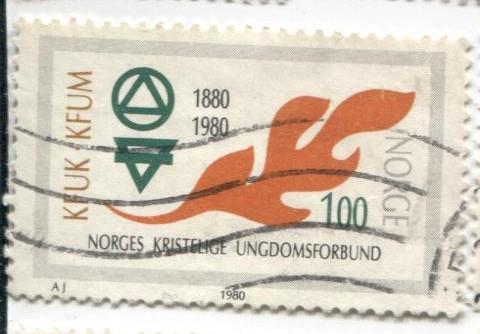 KFUK·KFUM
1880
1980
100
NORGE
NORGES KRISTELIGE UNGDOMSFORBUND
AJ
1980